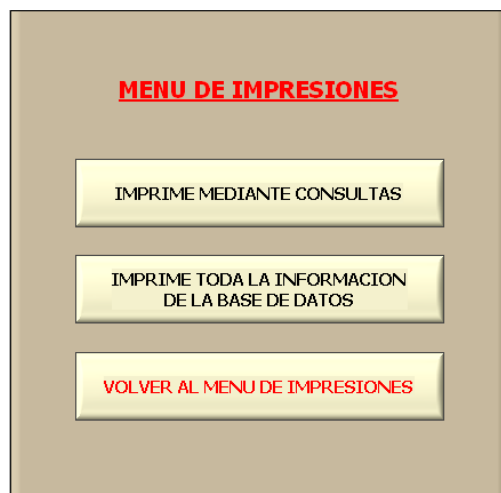 MENU DE IMPRESIONES
IMPRIME MEDIANTE CONSULTAS
IMPRIME TODA LA INFORMACION
DE LA BASE DE DATOS
VOLVER AL MENU DE IMPRESIONES